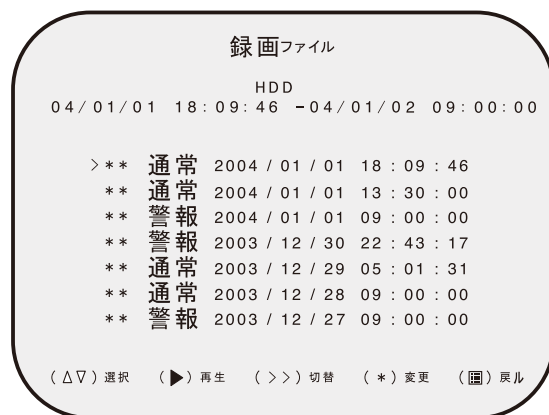 録画ファイル
HDD
04/01/01 18:09:46 -04/01/02 09:00:00
>** 通常 2004/01/01 18:09:46
** 通常 2004/01/01 13:30:00
** 警報 2004/01/01 09:00:00
** 警報 2003/12/30 22:43:17
** 通常 2003/12/29 05:01:31
** 通常 2003/12/28 09:00:00
** 警報 2003/12/27 09:00:00
(△▽)選択 (▶)再生 (>>)切替 (*)変更 (▤)戻ル